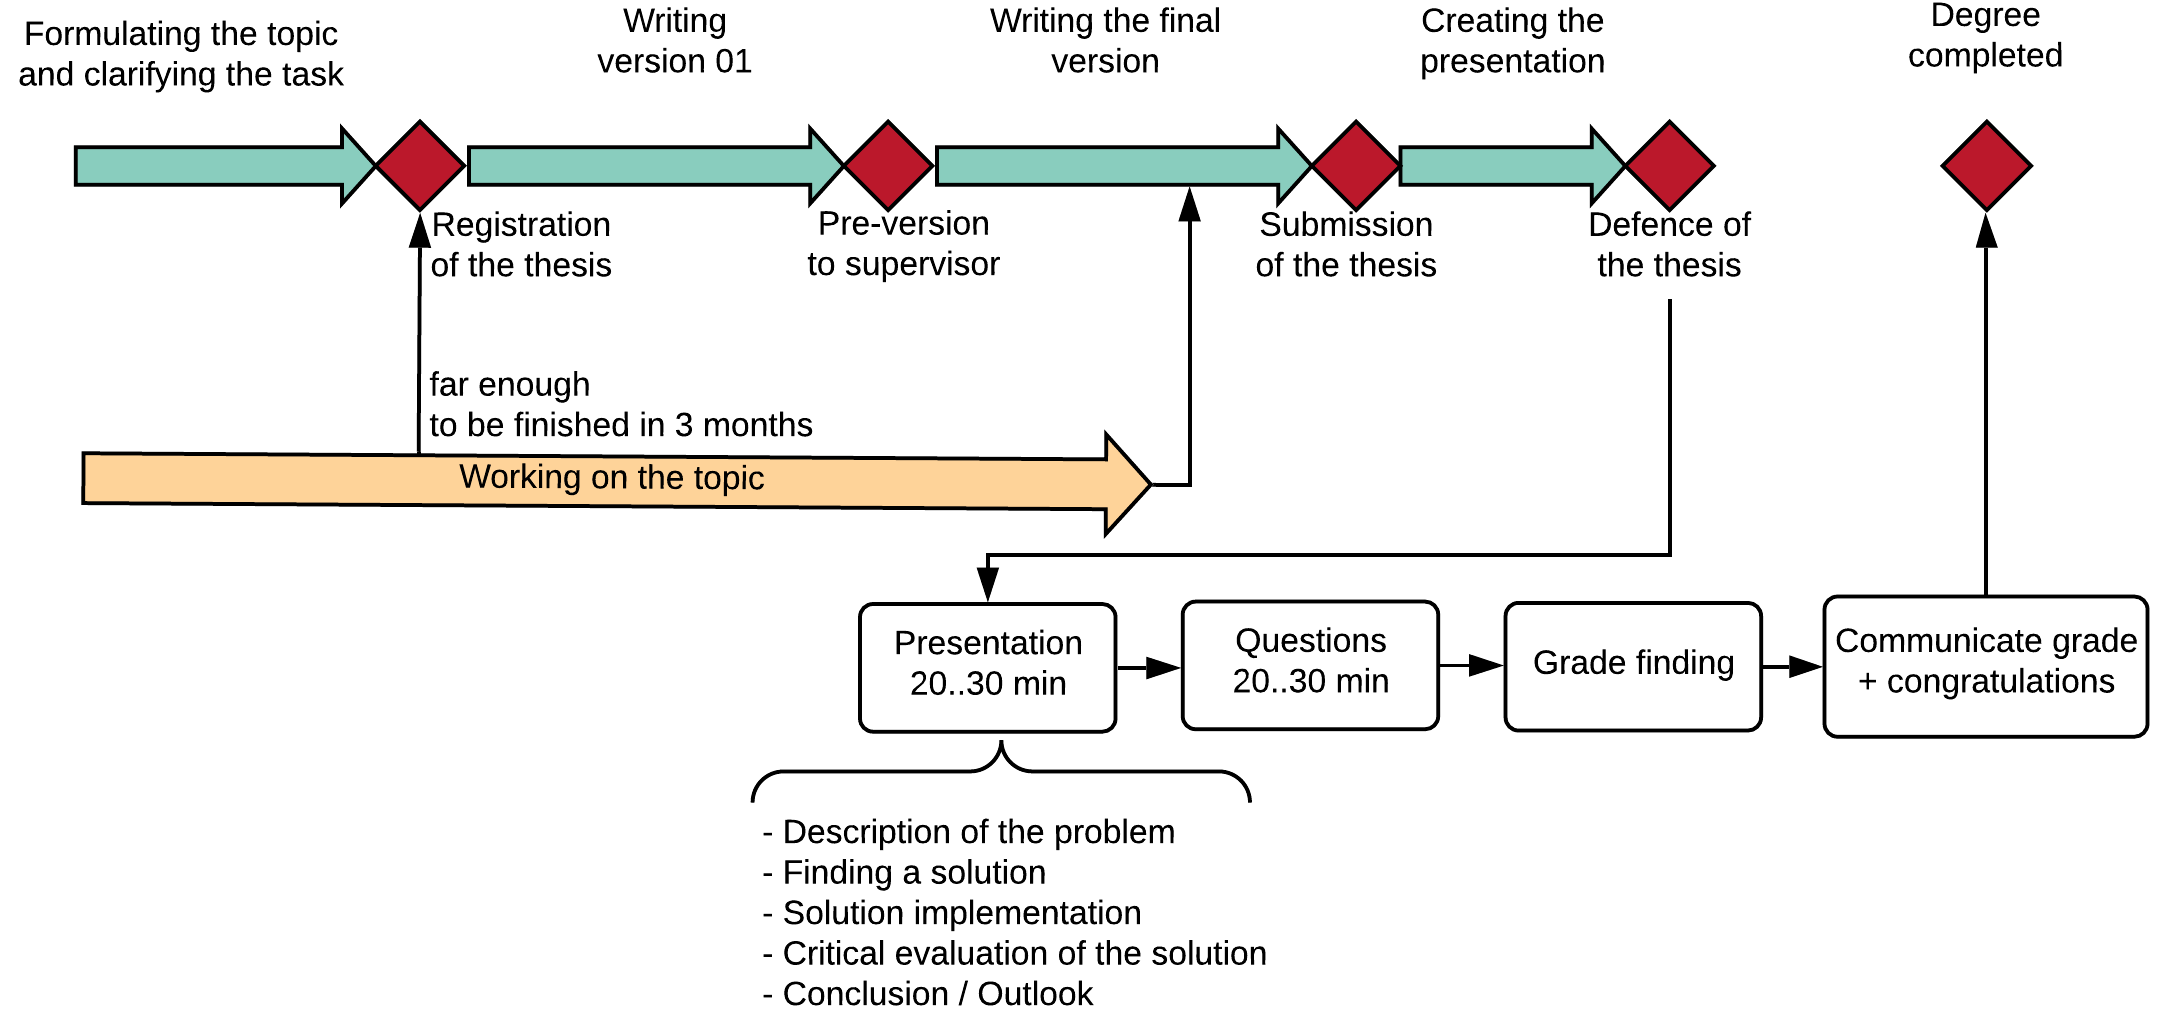 Formulating the topic
and clarifying the task
Writing
version 01
Writing the final
version
Creating the
presentation
Degree
completed
Registration
of the thesis
Pre-version
to supervisor
Submission
of the thesis
Defence of
the thesis
far enough
to be finished in 3 months
Working on the topic
Presentation
20..30 min
Questions
20..30 min
Grade finding
Communicate grade
+ congratulations
- Description of the problem
- Finding a solution
- Solution implementation
- Critical evaluation of the solution
- Conclusion / Outlook